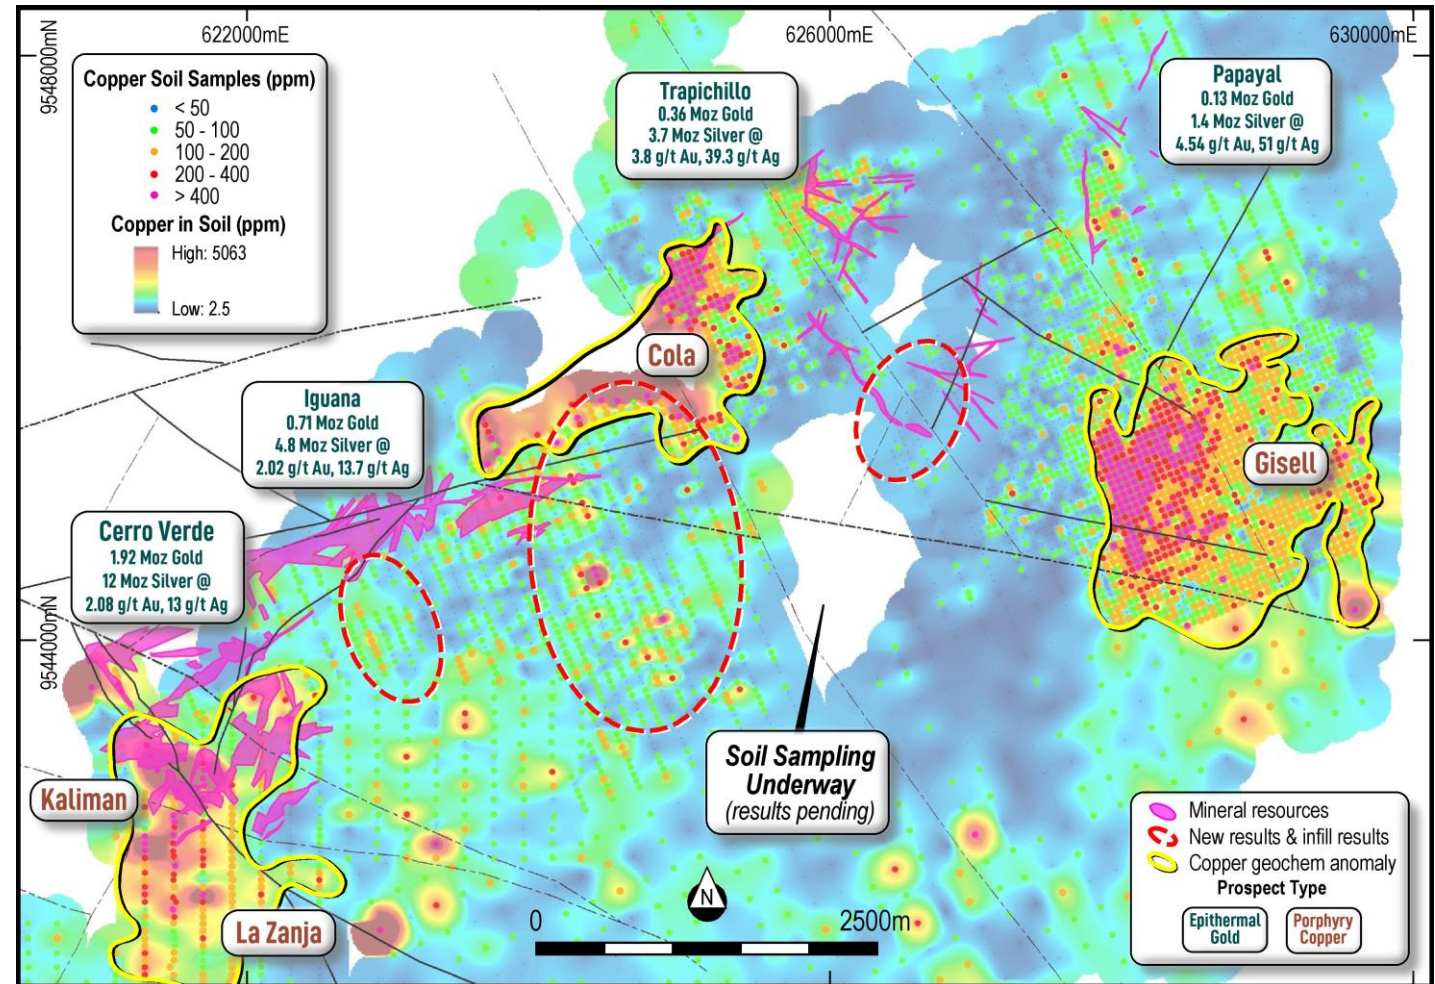 622000mE
626000mE
630000mE
9548000mN
9544000mN
Copper Soil Samples (ppm)
< 50
50 - 100
100 - 200
200 - 400
> 400
Copper in Soil (ppm)
High: 5063
Low: 2.5
Trapichillo
0.36 Moz Gold
3.7 Moz Silver @
3.8 g/t Au, 39.3 g/t Ag
Papayal
0.13 Moz Gold
1.4 Moz Silver @
4.54 g/t Au, 51 g/t Ag
Cola
Iguana
0.71 Moz Gold
4.8 Moz Silver @
2.02 g/t Au, 13.7 g/t Ag
Gisell
Cerro Verde
1.92 Moz Gold
12 Moz Silver @
2.08 g/t Au, 13 g/t Ag
Soil Sampling
Underway
(results pending)
Kaliman
La Zanja
N
0
2500m
Mineral resources
New results & infill results
Copper geochem anomaly
Prospect Type
Epithermal
Gold
Porphyry
Copper